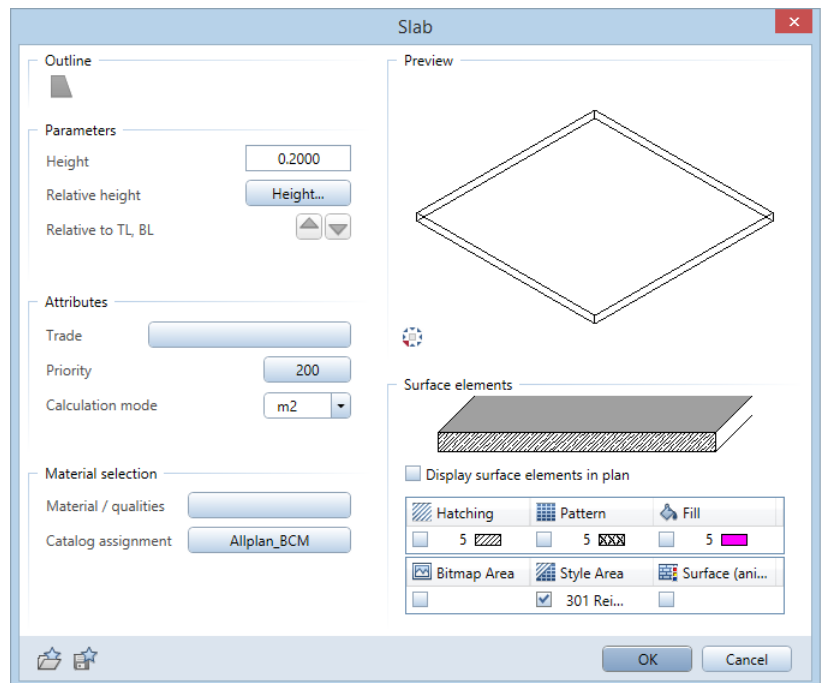 Slab
Outline
Parameters
Height 0.2000
Relative height Height...
Relative to TL, BL
Attributes
Trade
Priority 200
Calculation mode m2
Material selection
Material / qualities
Catalog assignment Allplan_BCM
Preview
Surface elements
Display surface elements in plan
Hatching Pattern Fill
5 5 5
Bitmap Area Style Area Surface (ani...
301 Rei...
OK Cancel